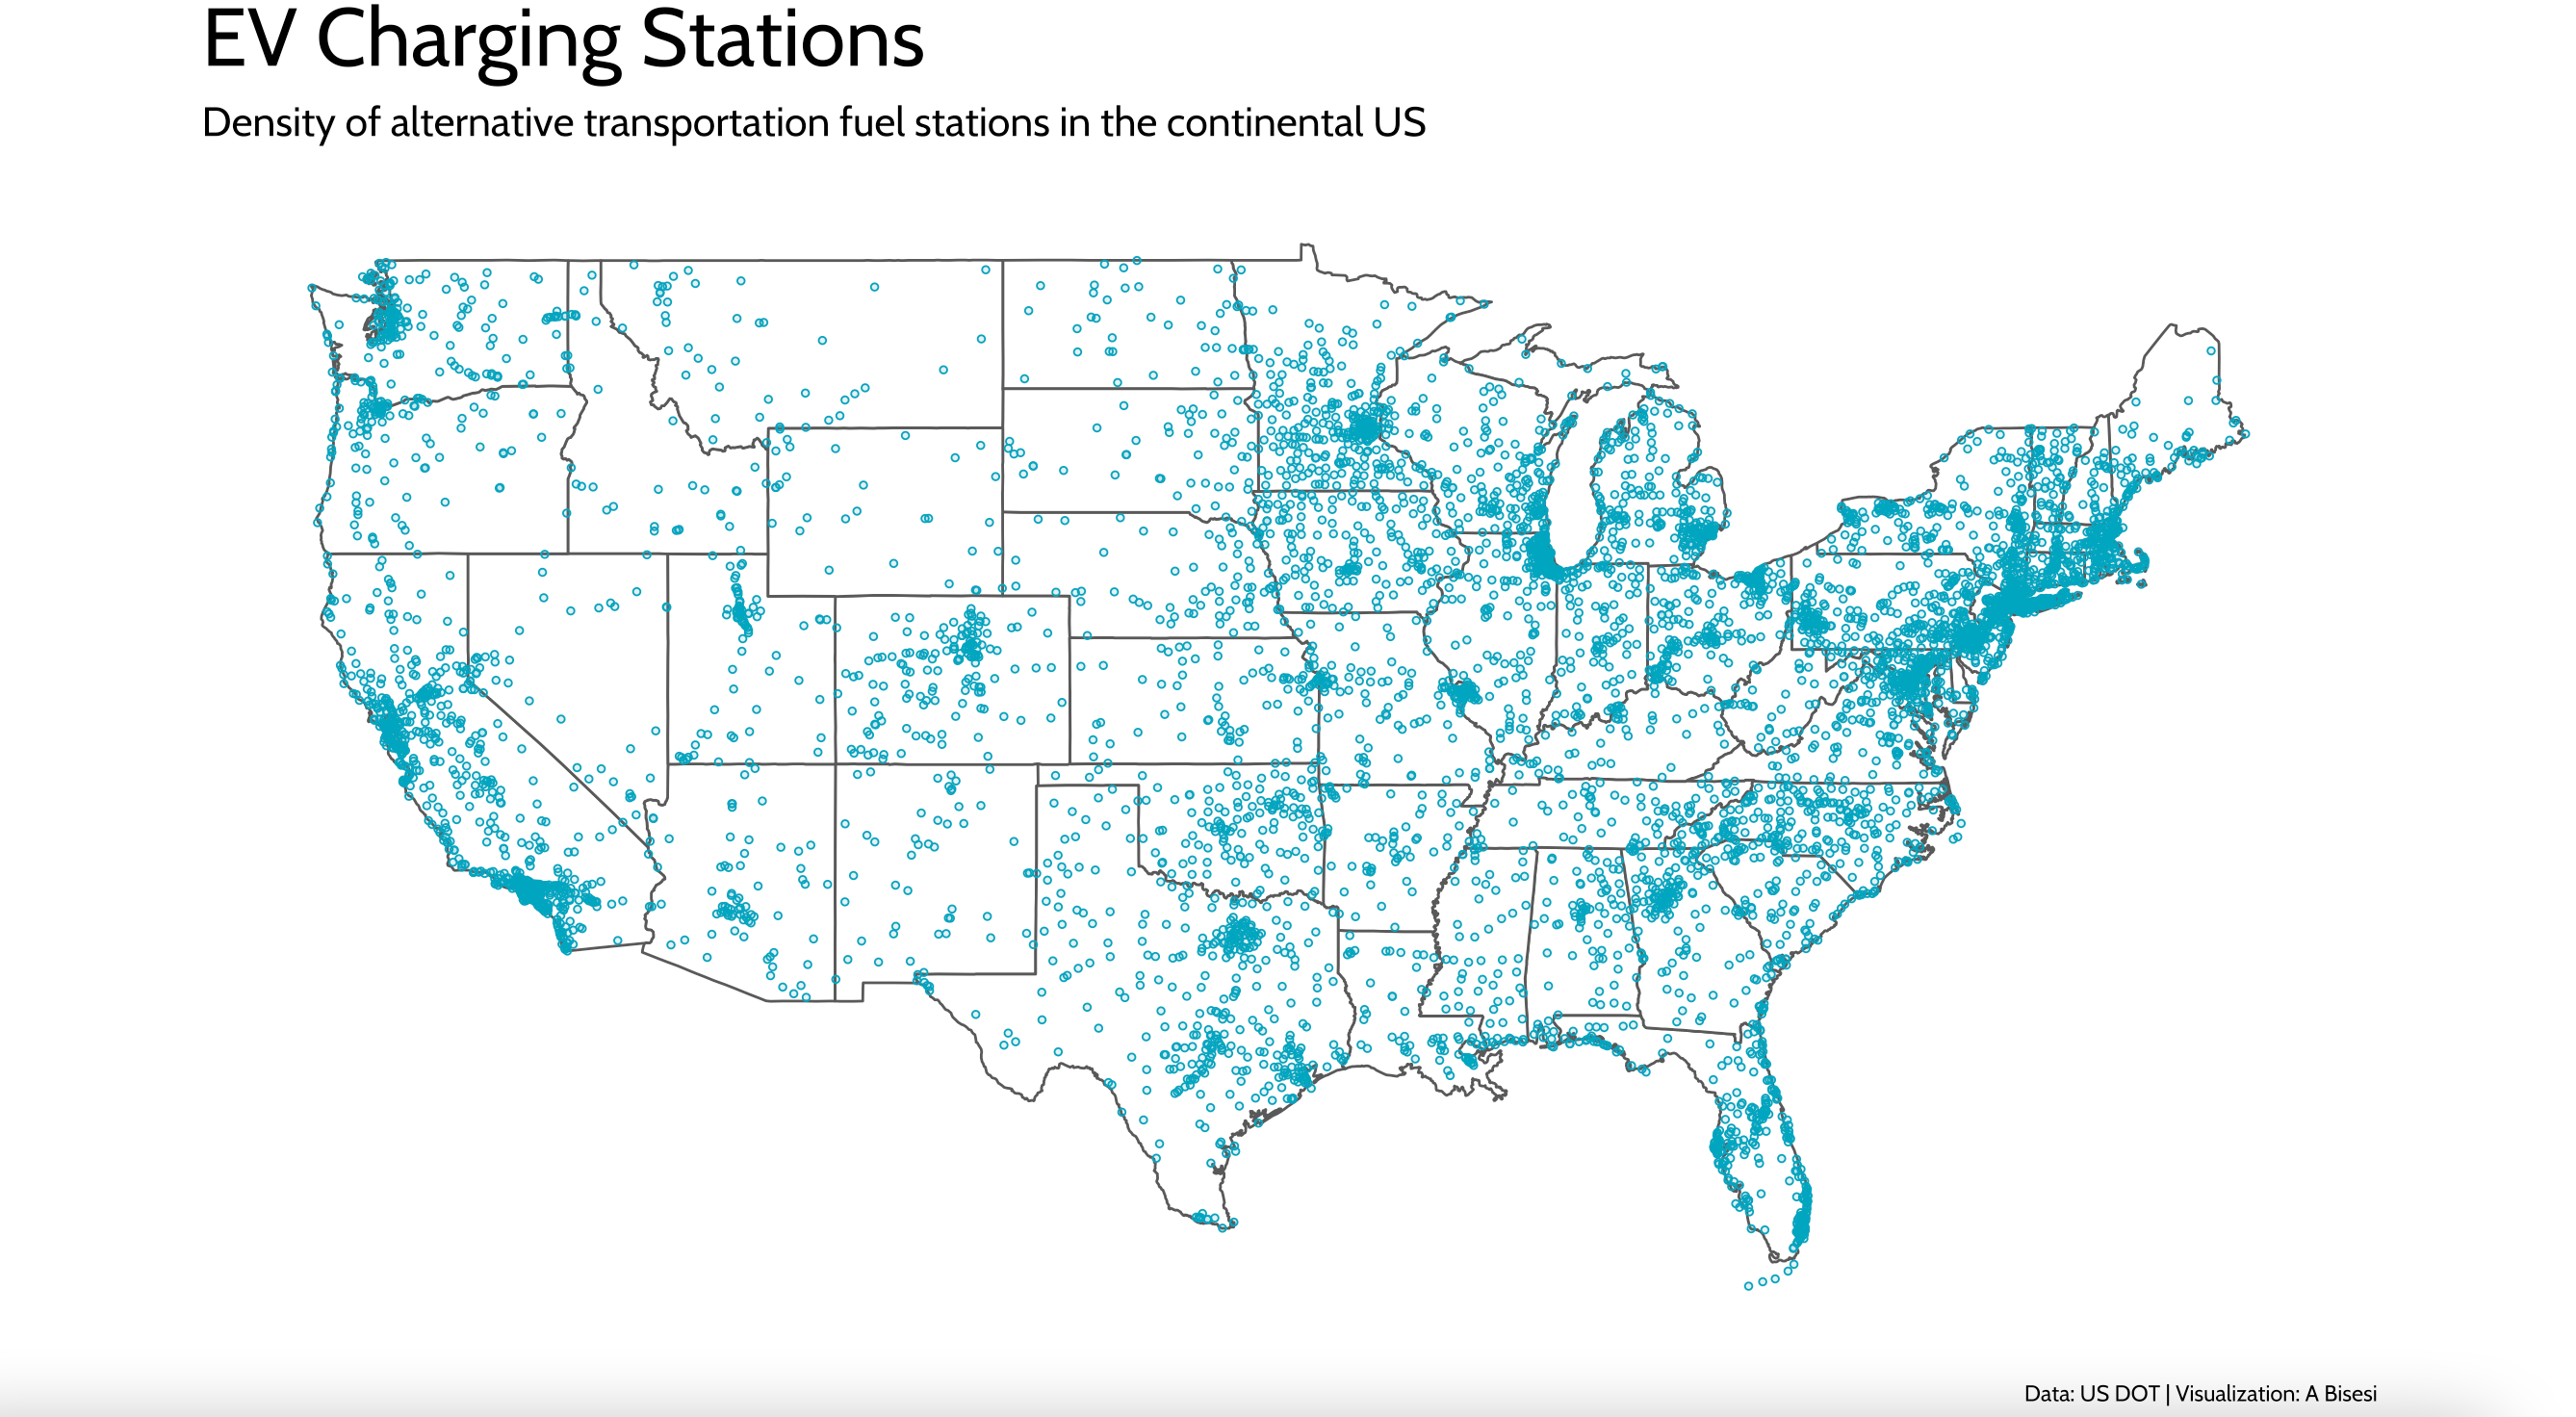 EV Charging Stations
Density of alternative transportation fuel stations in the continental US
Data: US DOT | Visualization: A Bisesi